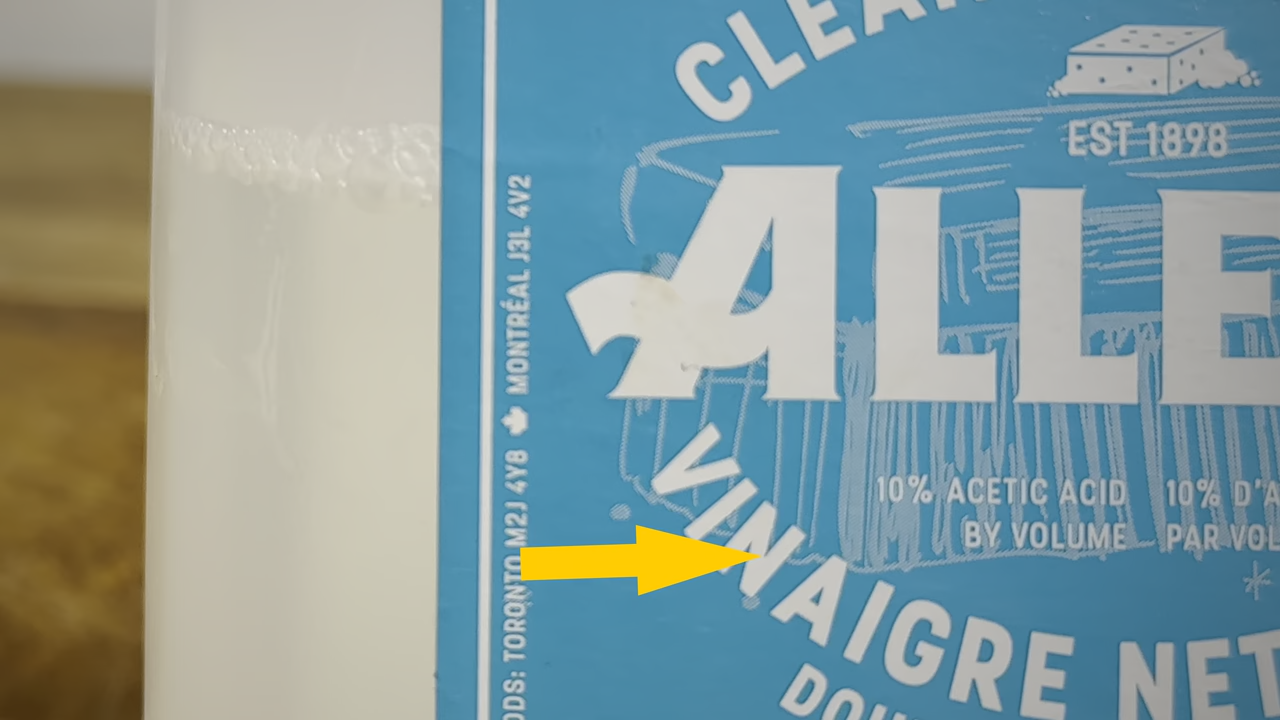 CLEAN
EST 1898
ALLE
10% ACETIC ACID
BY VOLUME
10% D'A
PAR VOL
VINAIGRE NET
DOU
ODS: TORONTO M2J 4Y8 MONTRÉAL J3L 4V2